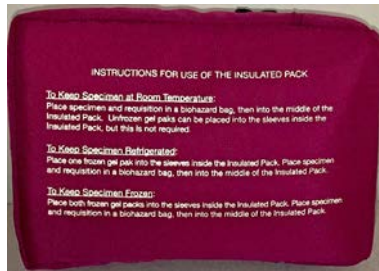 INSTRUCTIONS FOR USE OF THE INSULATED PACK
To Keep Specimen at Room Temperature:
Place specimen and requisition in a biohazard bag, then into the middle of the
Insulated Pack. Unfrozen gel paks can be placed into the sleeves inside the
Insulated Pack, but this is not required.
To Keep Specimen Refrigerated:
Place one frozen gel pak into the sleeves inside the Insulated Pack. Place specimen
and requisition in a biohazard bag, then into the middle of the Insulated Pack.
To Keep Specimen Frozen:
Place both frozen gel packs into the sleeves inside the Insulated Pack. Place specimen
and requisition in a biohazard bag, then into the middle of the Insulated Pack.